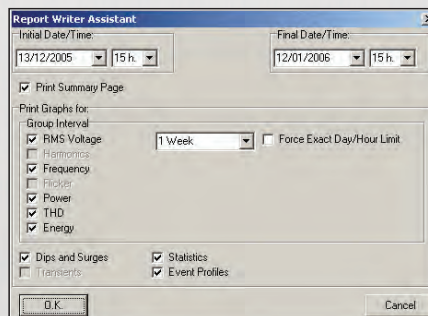 Report Writer Assistant
Initial Date/Time:
Final Date/Time:
13/12/2005 15 h.
12/01/2006 15 h.
Print Summary Page
Print Graphs for:
Group Interval
RMS Voltage
1 Week
Force Exact Day/Hour Limit
Harmonics
Frequency
Flicker
Power
THD
Energy
Dips and Surges
Statistics
Transients
Event Profiles
O.K.
Cancel